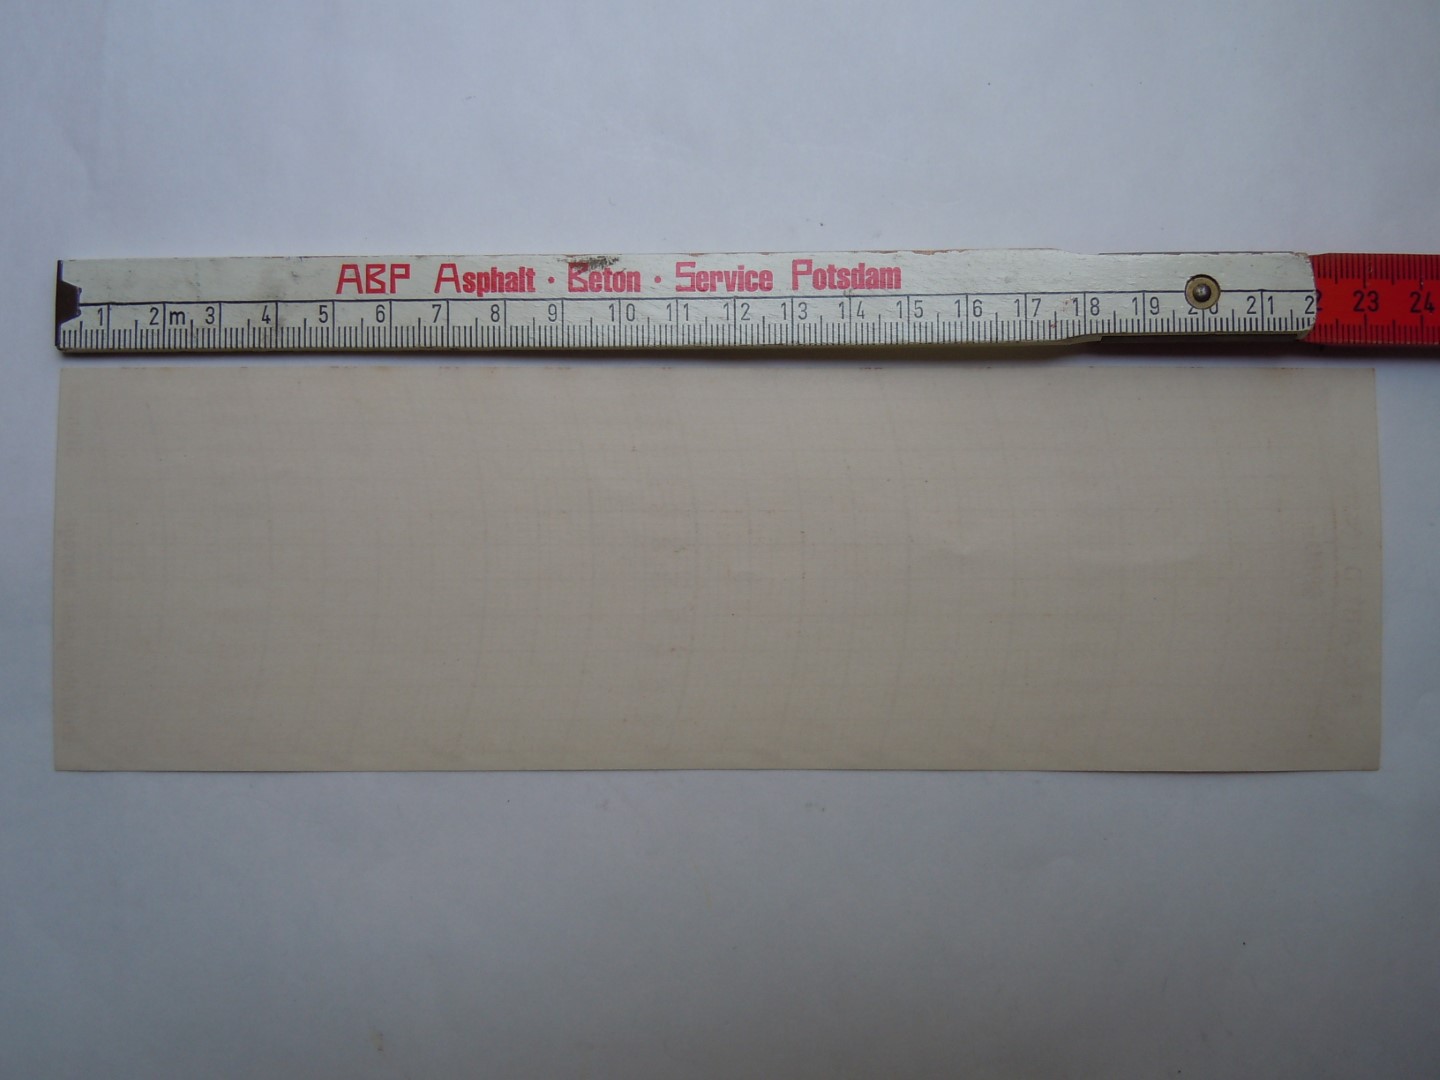 ABP Asphalt · Beton · Service Potsdam
1 2 m 3 4 5 6 7 8 9 10 11 12 13 14 15 16 17 18 19 20 21 22 23 24